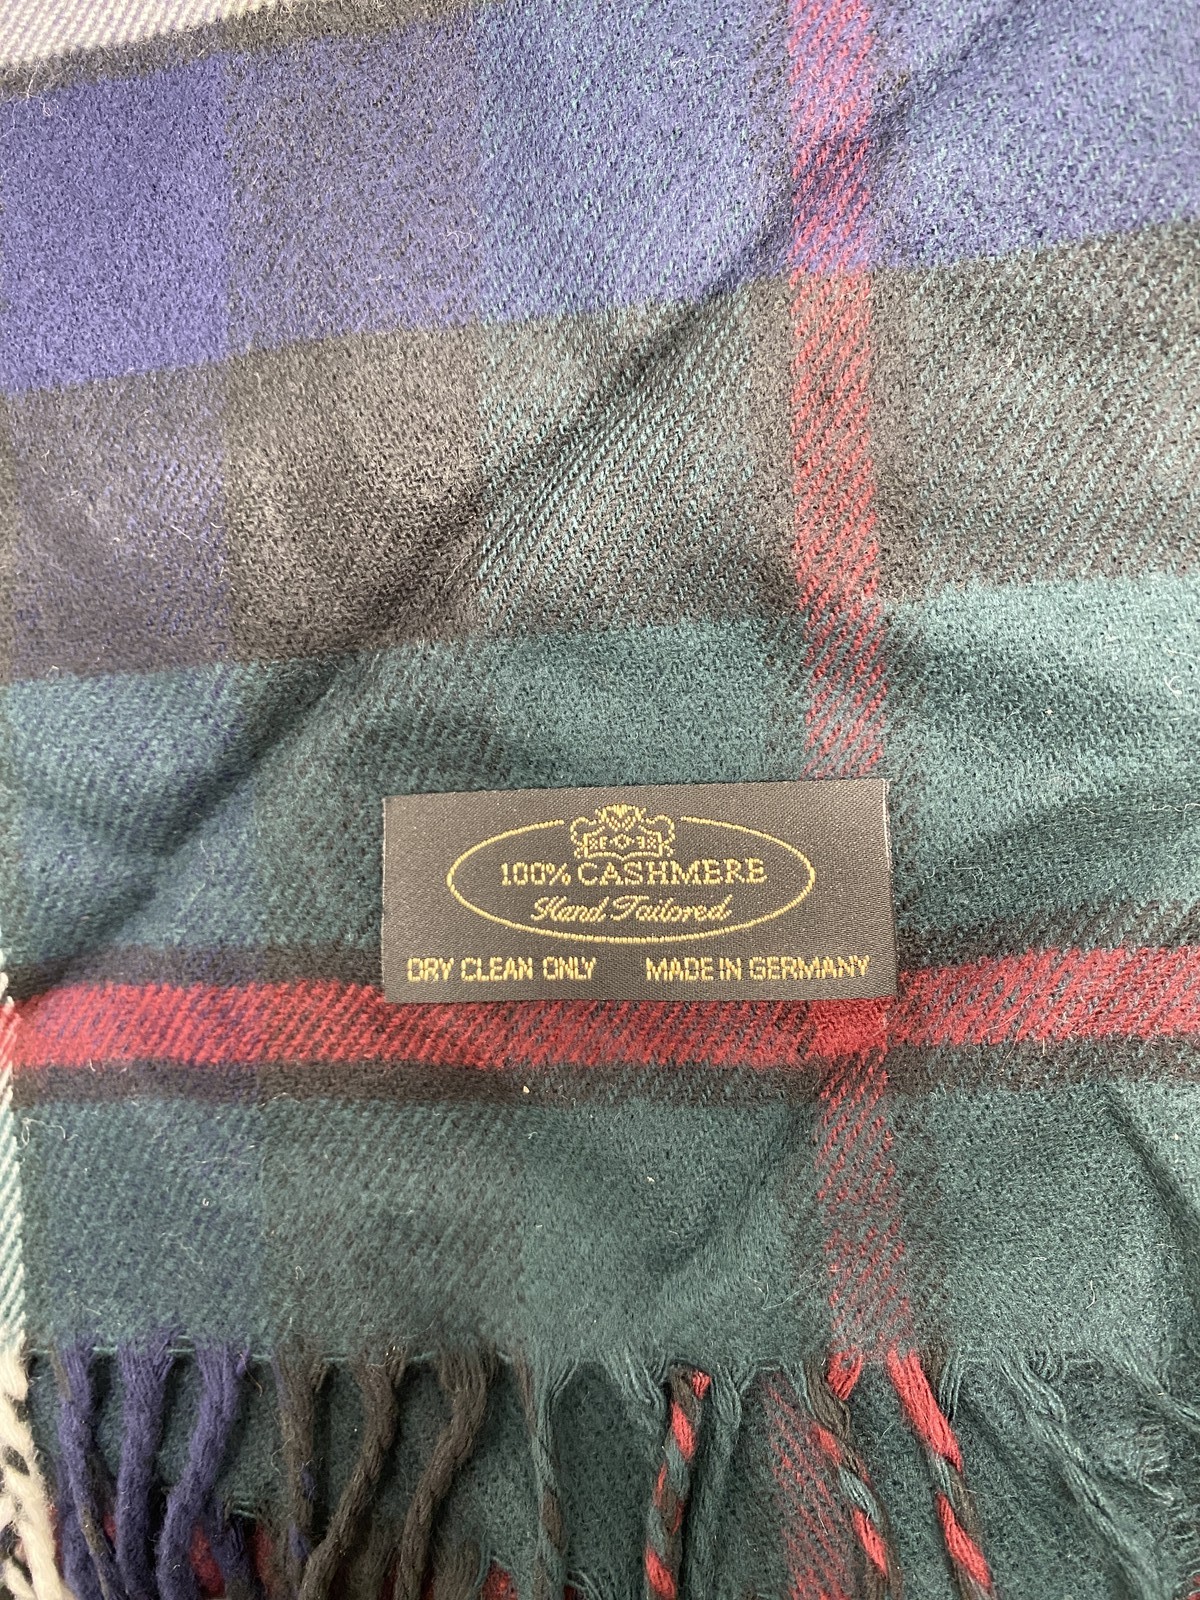 100% CASHMERE
Hand Tailored
DRY CLEAN ONLY MADE IN GERMANY